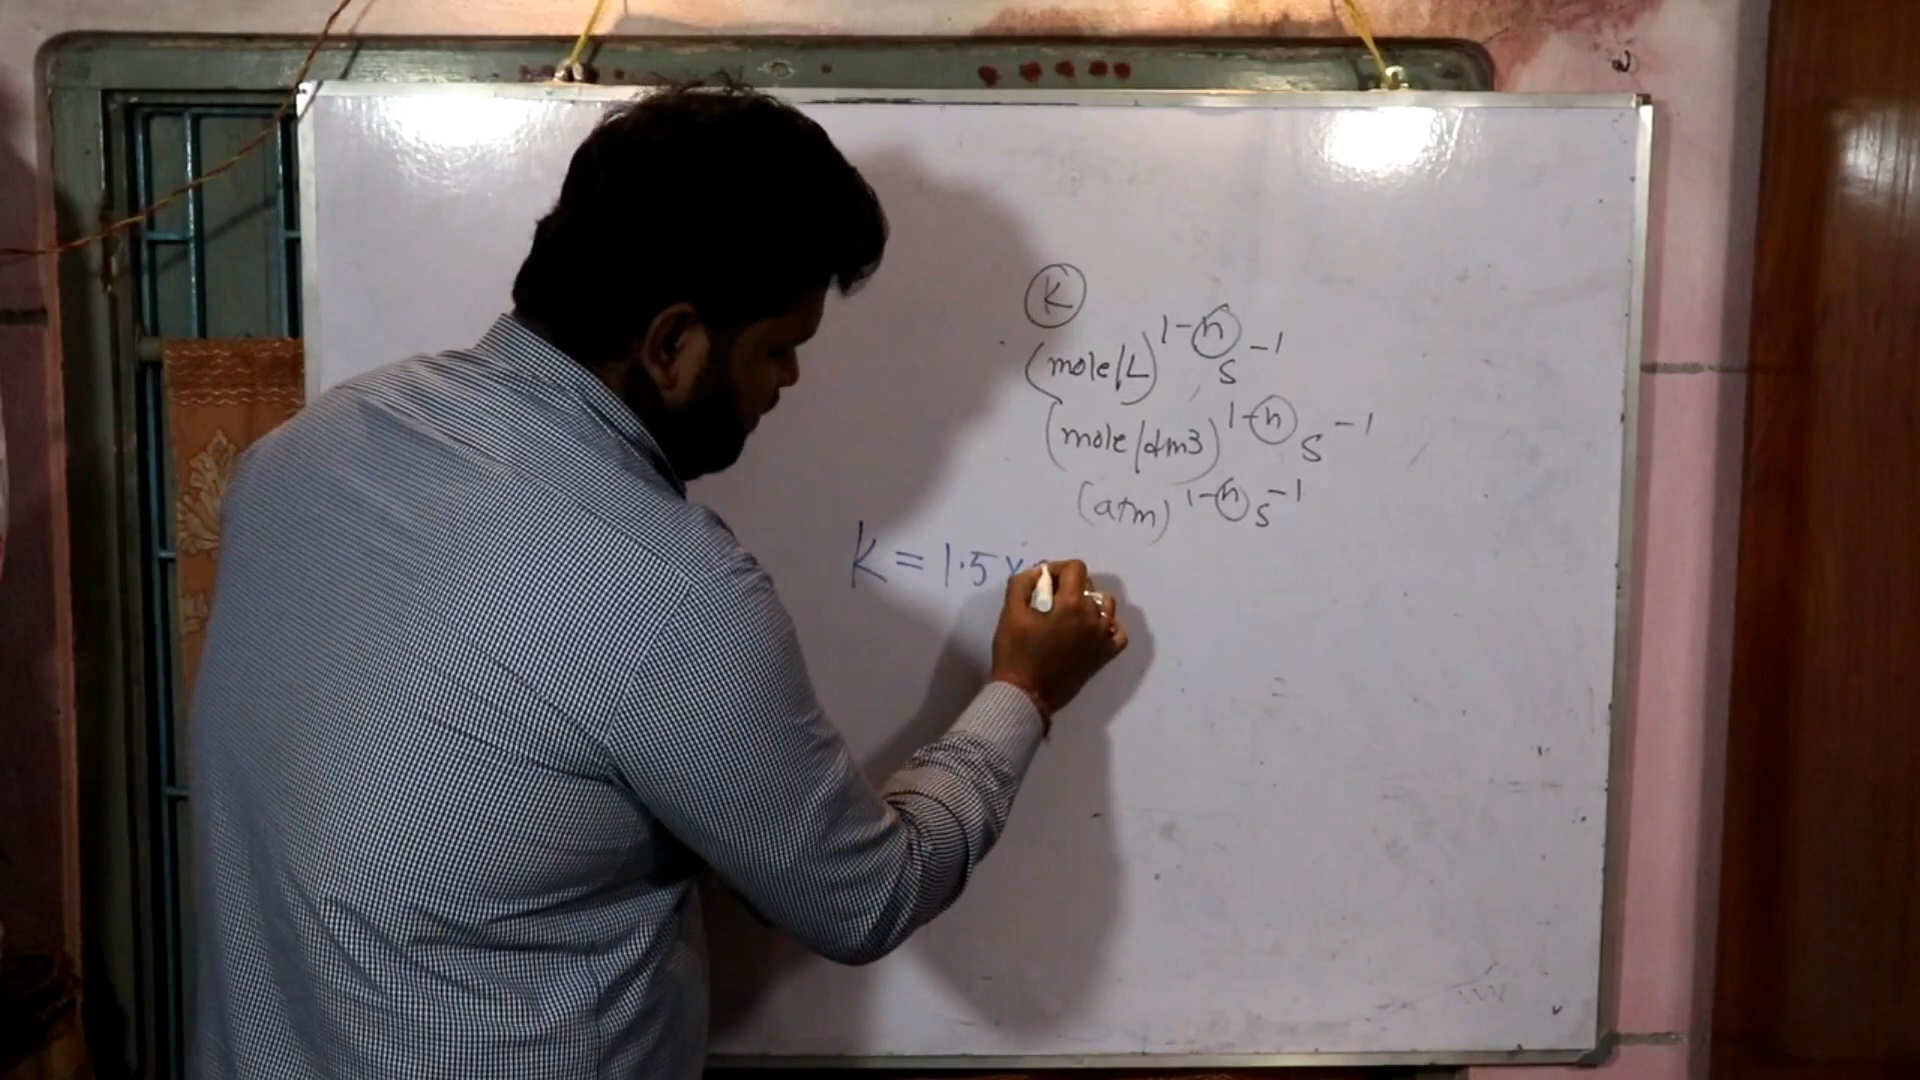 K
(mole/L)^1-n s^-1
(mole/dm3)^1-n s^-1
(atm)^1-n s^-1
K = 1.5 x